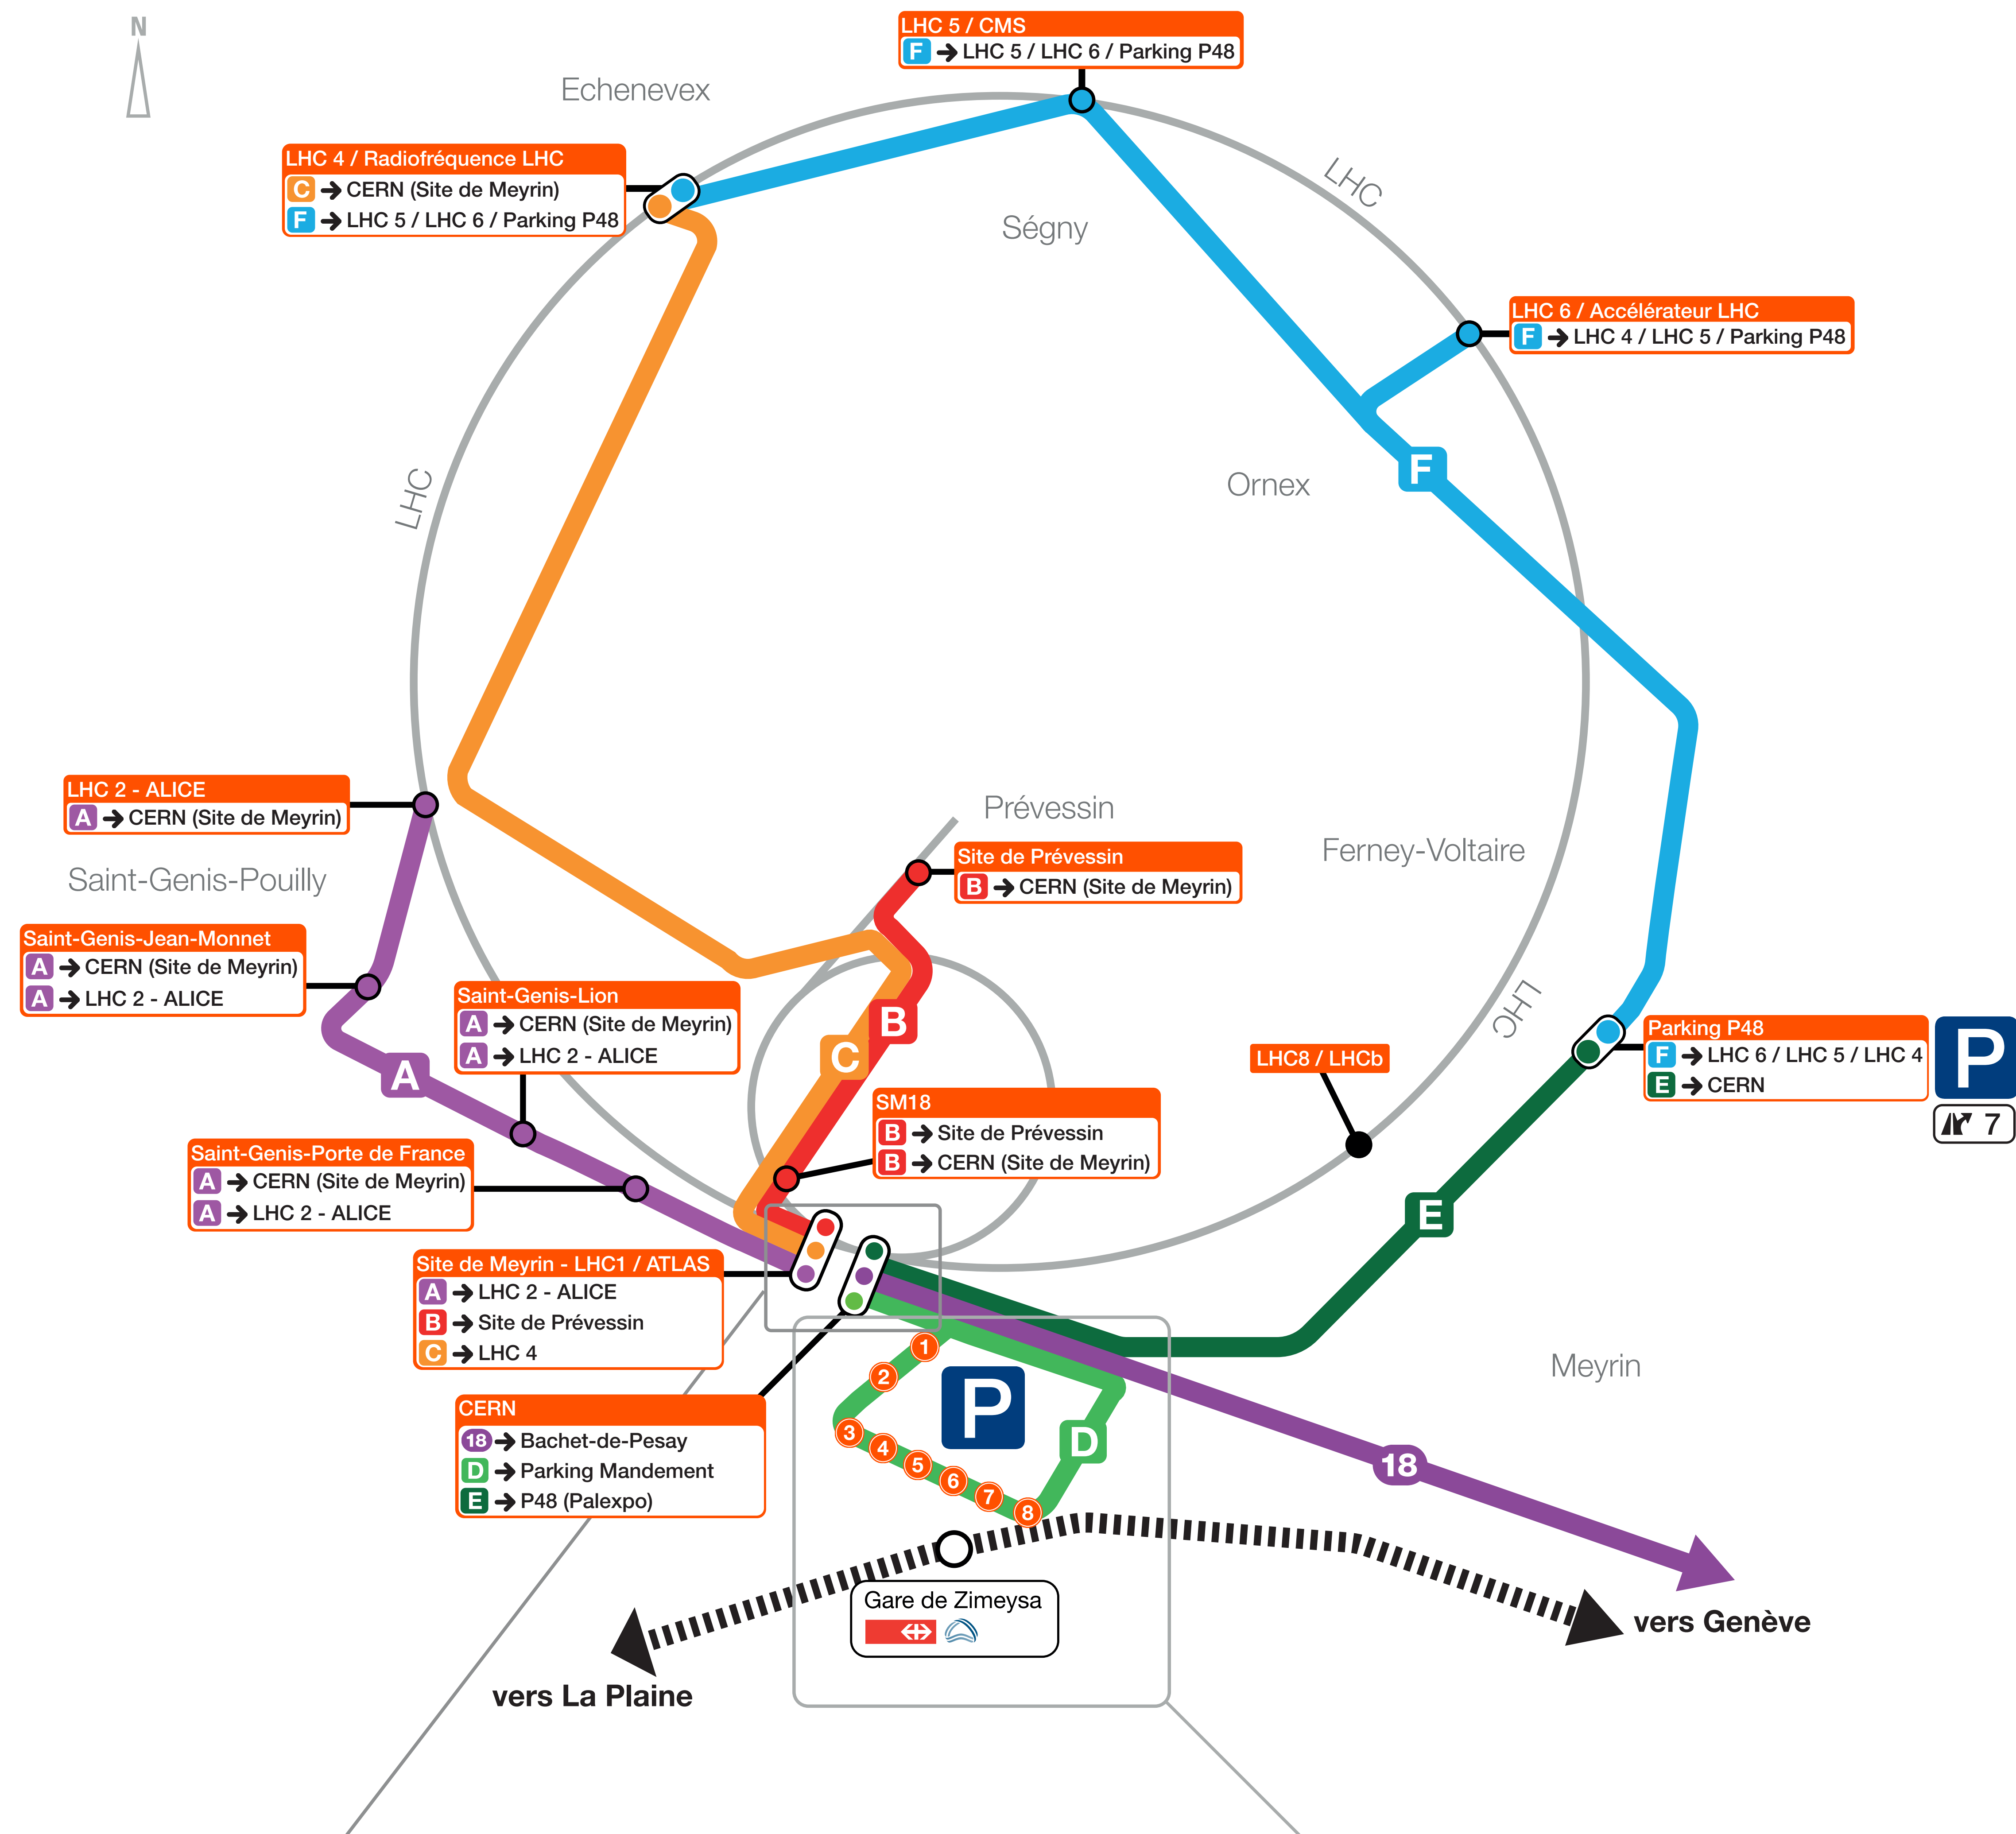 N
LHC 5 / CMS
F → LHC 5 / LHC 6 / Parking P48
Echenevex
LHC 4 / Radiofréquence LHC
C → CERN (Site de Meyrin)
F → LHC 5 / LHC 6 / Parking P48
LHC
Ségny
LHC 6 / Accélérateur LHC
F → LHC 4 / LHC 5 / Parking P48
F
Ornex
LHC
LHC 2 - ALICE
A → CERN (Site de Meyrin)
Prévessin
Site de Prévessin
B → CERN (Site de Meyrin)
Ferney-Voltaire
Saint-Genis-Pouilly
Saint-Genis-Jean-Monnet
A → CERN (Site de Meyrin)
A → LHC 2 - ALICE
Saint-Genis-Lion
A → CERN (Site de Meyrin)
A → LHC 2 - ALICE
B
C
A
LHC
LHC8 / LHCb
Parking P48
F → LHC 6 / LHC 5 / LHC 4
E → CERN
P
7
SM18
B → Site de Prévessin
B → CERN (Site de Meyrin)
Saint-Genis-Porte de France
A → CERN (Site de Meyrin)
A → LHC 2 - ALICE
E
Site de Meyrin - LHC1 / ATLAS
A → LHC 2 - ALICE
B → Site de Prévessin
C → LHC 4
Meyrin
CERN
18 → Bachet-de-Pesay
D → Parking Mandement
E → P48 (Palexpo)
1
2
3
4
5
6
7
8
P
D
18
Gare de Zimeysa
vers Genève
vers La Plaine